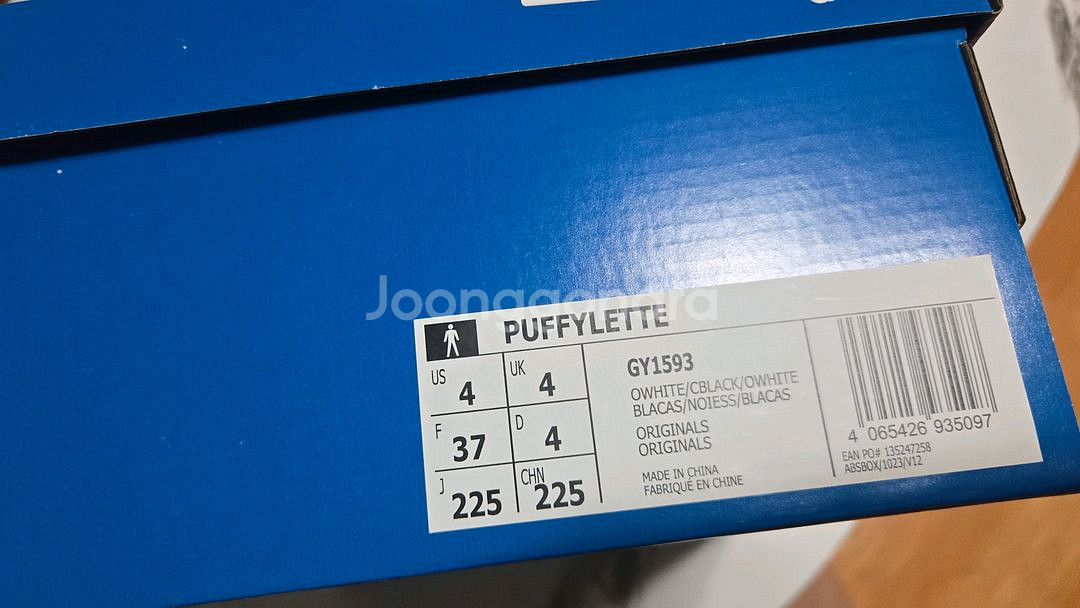 Joonggonara
PUFFYLETTE
US 4 UK 4
F 37 D 4
J 225 CHN 225
GY1593
OWHITE/CBLACK/OWHITE
BLACAS/NOIESS/BLACAS
ORIGINALS
ORIGINALS
MADE IN CHINA
FABRIQUÉ EN CHINE
4 065426 935097
EAN PO# 135247258
ABSBOX/1023/V12